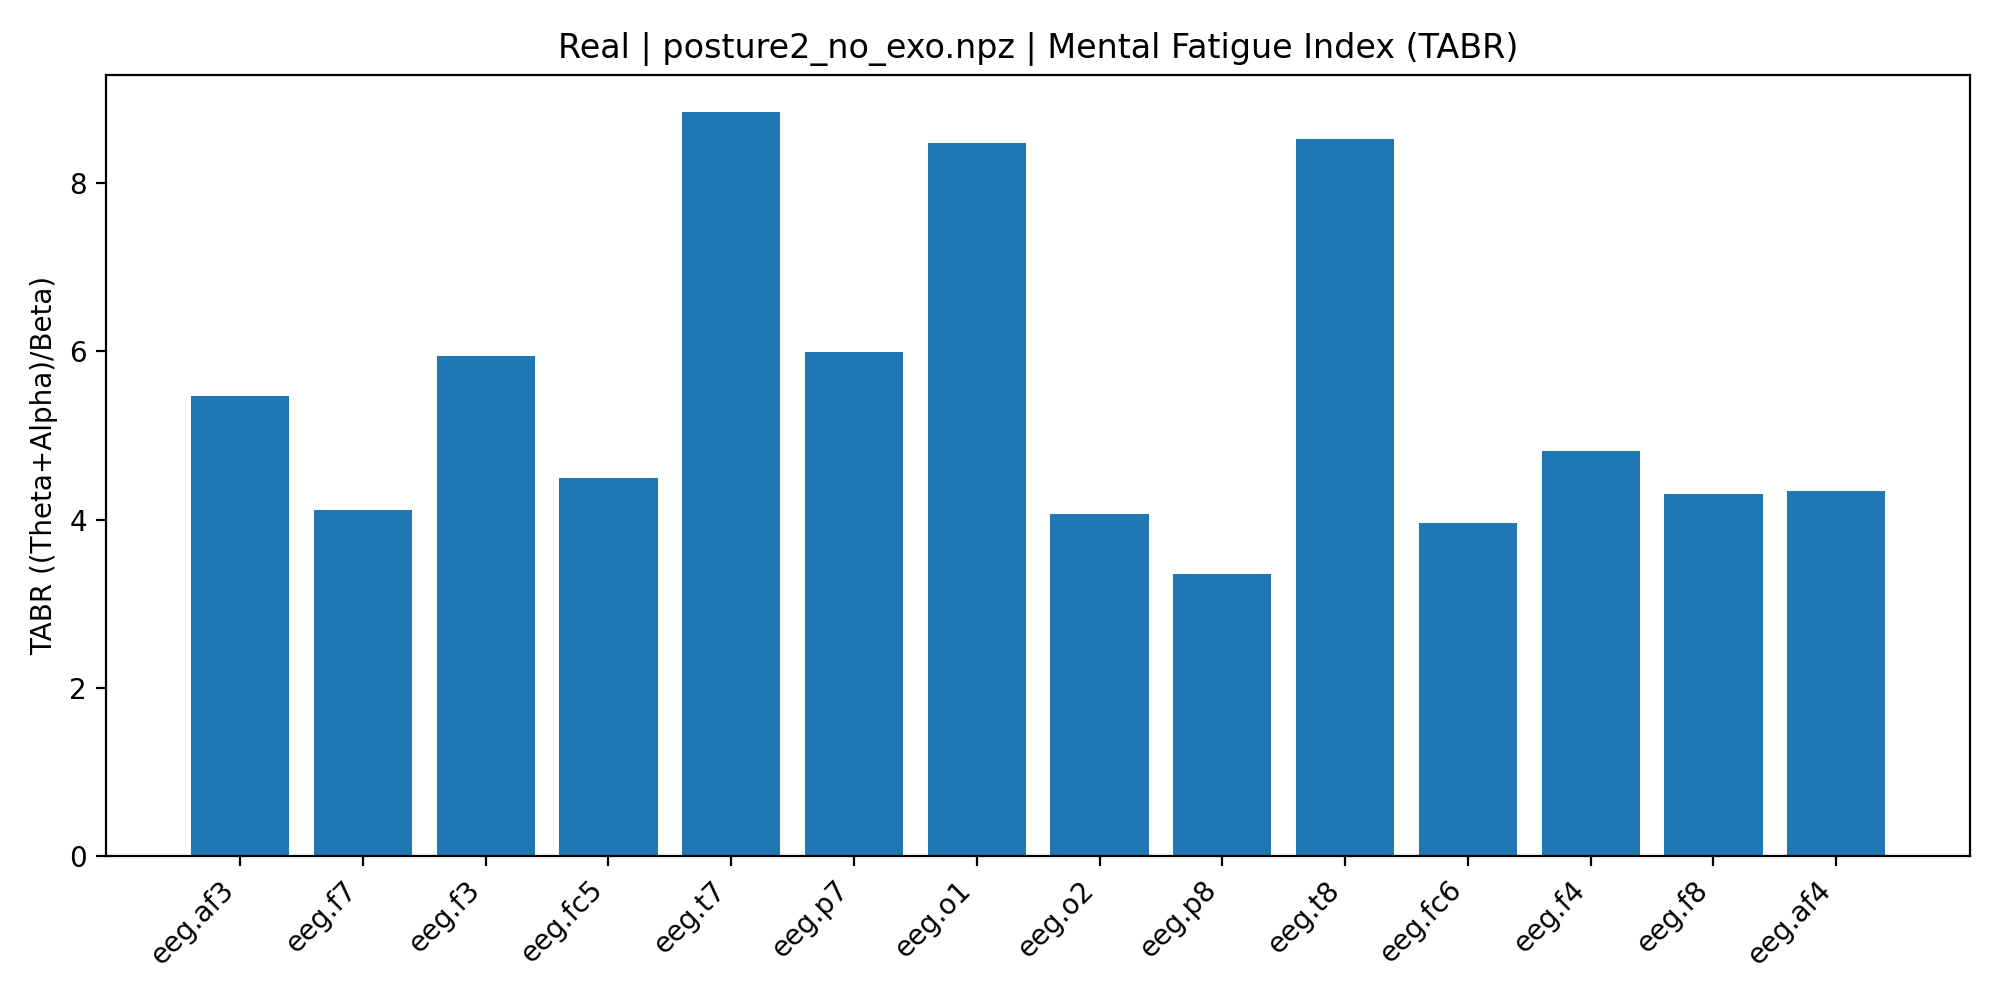 Real | posture2_no_exo.npz | Mental Fatigue Index (TABR)
TABR ((Theta+Alpha)/Beta)
8
6
4
2
0
eeg.af3
eeg.f7
eeg.f3
eeg.fc5
eeg.t7
eeg.p7
eeg.o1
eeg.o2
eeg.p8
eeg.t8
eeg.fc6
eeg.f4
eeg.f8
eeg.af4